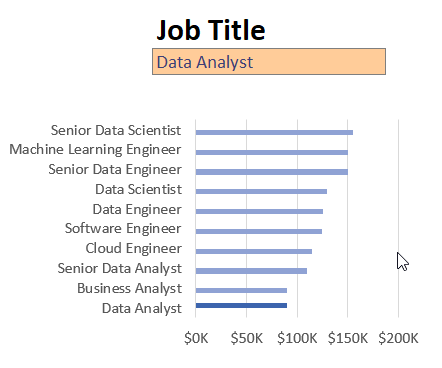 Job Title
Data Analyst
Senior Data Scientist
Machine Learning Engineer
Senior Data Engineer
Data Scientist
Data Engineer
Software Engineer
Cloud Engineer
Senior Data Analyst
Business Analyst
Data Analyst
$0K $50K $100K $150K $200K